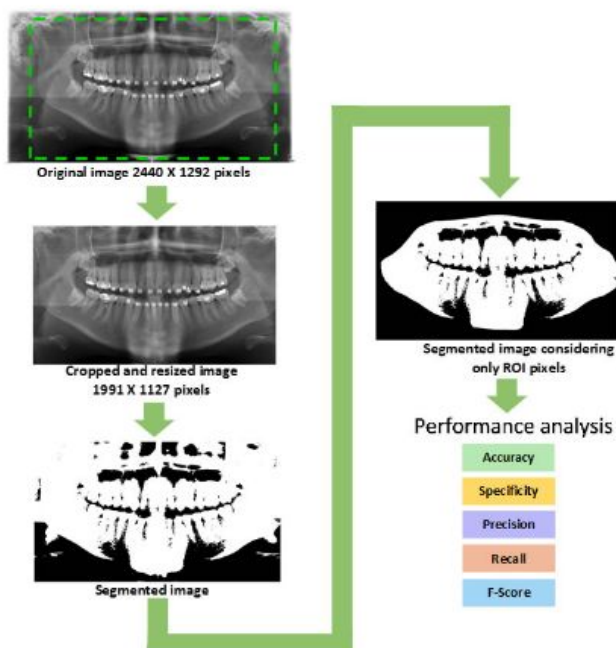 Original image 2440 X 1292 pixels
Cropped and resized image
1991 X 1127 pixels
Segmented image
Segmented image considering
only ROI pixels
Performance analysis
Accuracy
Specificity
Precision
Recall
F-Score